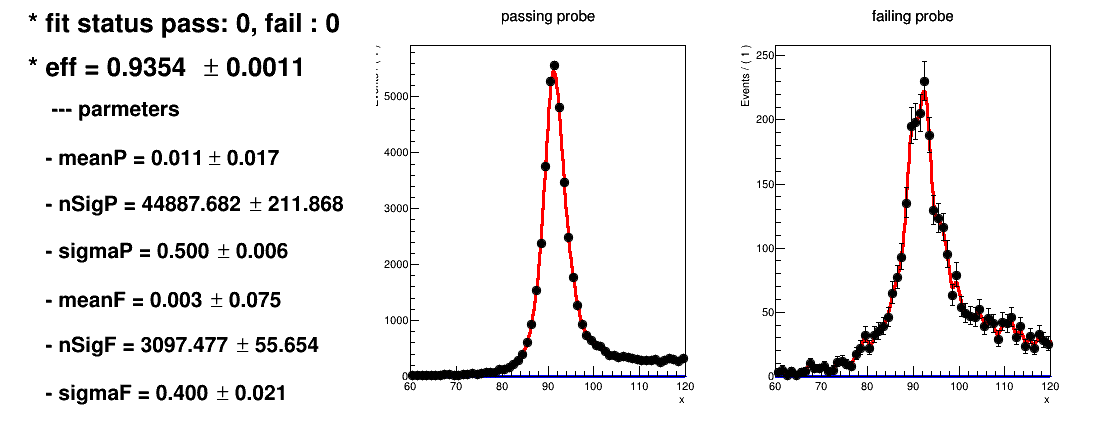 * fit status pass: 0, fail : 0
* eff = 0.9354 ± 0.0011
--- parmeters
- meanP = 0.011 ± 0.017
- nSigP = 44887.682 ± 211.868
- sigmaP = 0.500 ± 0.006
- meanF = 0.003 ± 0.075
- nSigF = 3097.477 ± 55.654
- sigmaF = 0.400 ± 0.021
passing probe
5000
4000
3000
2000
1000
0
60 70 80 90 100 110 120
x
failing probe
Events / ( 1 )
250
200
150
100
50
0
60 70 80 90 100 110 120
x